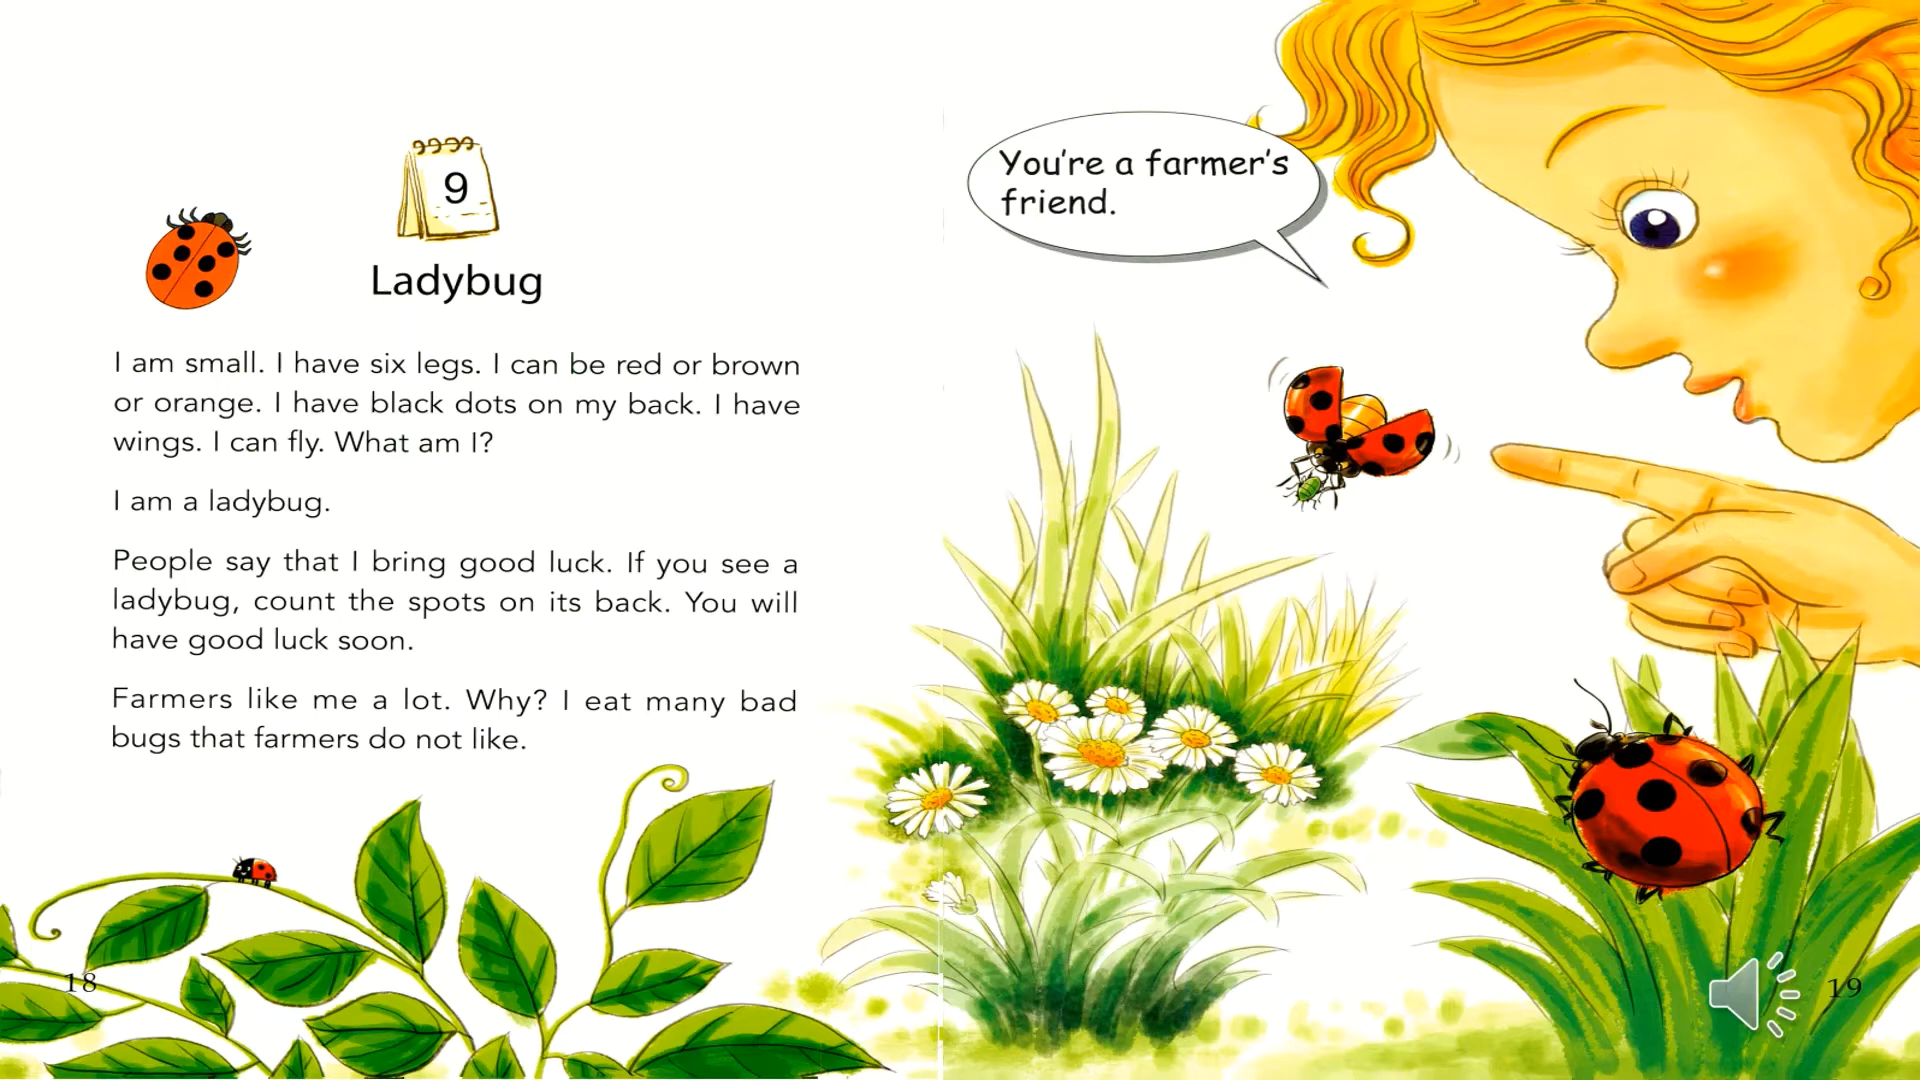 9
Ladybug
I am small. I have six legs. I can be red or brown
or orange. I have black dots on my back. I have
wings. I can fly. What am I?
I am a ladybug.
People say that I bring good luck. If you see a
ladybug, count the spots on its back. You will
have good luck soon.
Farmers like me a lot. Why? I eat many bad
bugs that farmers do not like.
18
You're a farmer's
friend.
19